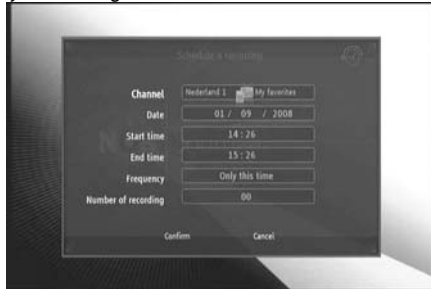 Schedule a recording
Channel Nederland 1 My favorites
Date 01 / 09 / 2008
Start time 14 : 26
End time 15 : 26
Frequency Only this time
Number of recording 00
Confirm Cancel